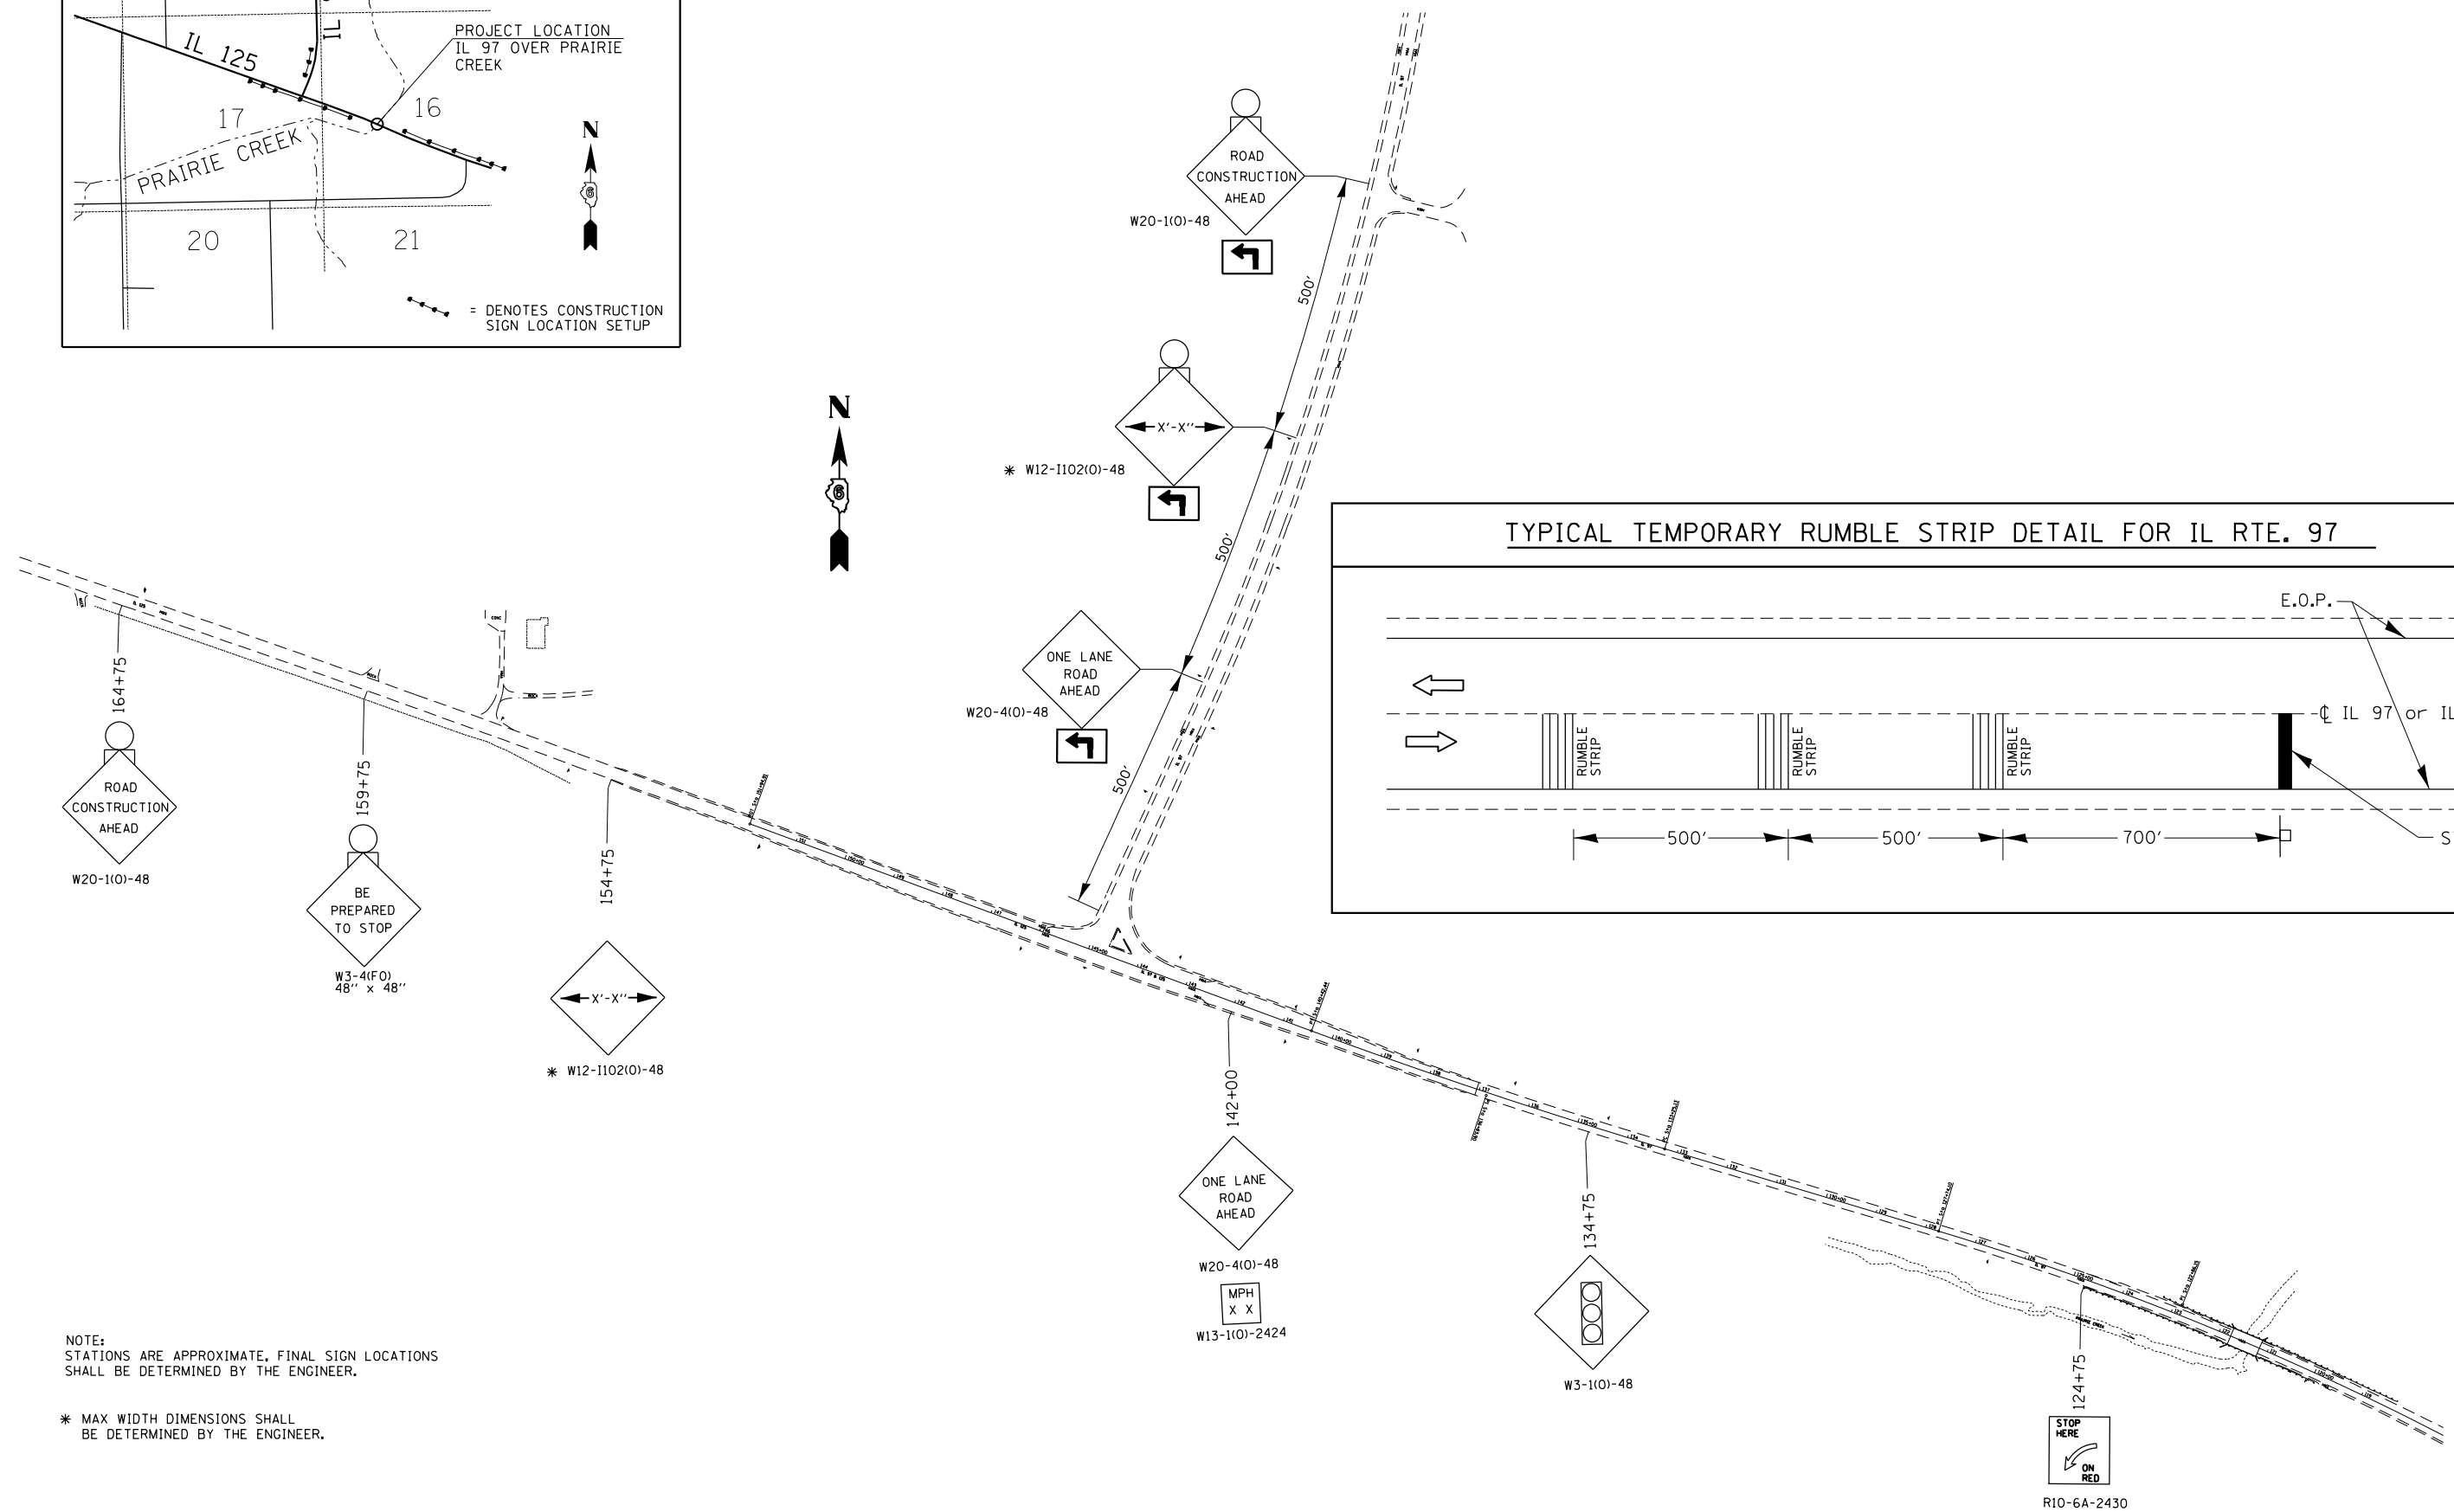 IL 125
IL
PROJECT LOCATION
IL 97 OVER PRAIRIE
CREEK
17
16
PRAIRIE CREEK
20
21
N
6
= DENOTES CONSTRUCTION
SIGN LOCATION SETUP
N
6
ROAD
CONSTRUCTION
AHEAD
W20-1(O)-48
500'
X'-X''
* W12-I102(O)-48
500'
ONE LANE
ROAD
AHEAD
W20-4(O)-48
500'
TYPICAL TEMPORARY RUMBLE STRIP DETAIL FOR IL RTE. 97
E.O.P.
℄ IL 97 or IL
RUMBLE
STRIP
RUMBLE
STRIP
RUMBLE
STRIP
500'
500'
700'
S
164+75
ROAD
CONSTRUCTION
AHEAD
W20-1(O)-48
159+75
BE
PREPARED
TO STOP
W3-4(FO)
48'' x 48''
154+75
X'-X''
* W12-I102(O)-48
142+00
ONE LANE
ROAD
AHEAD
W20-4(O)-48
MPH
X X
W13-1(O)-2424
134+75
W3-1(O)-48
124+75
STOP
HERE
ON
RED
R10-6A-2430
NOTE:
STATIONS ARE APPROXIMATE, FINAL SIGN LOCATIONS
SHALL BE DETERMINED BY THE ENGINEER.
* MAX WIDTH DIMENSIONS SHALL
BE DETERMINED BY THE ENGINEER.